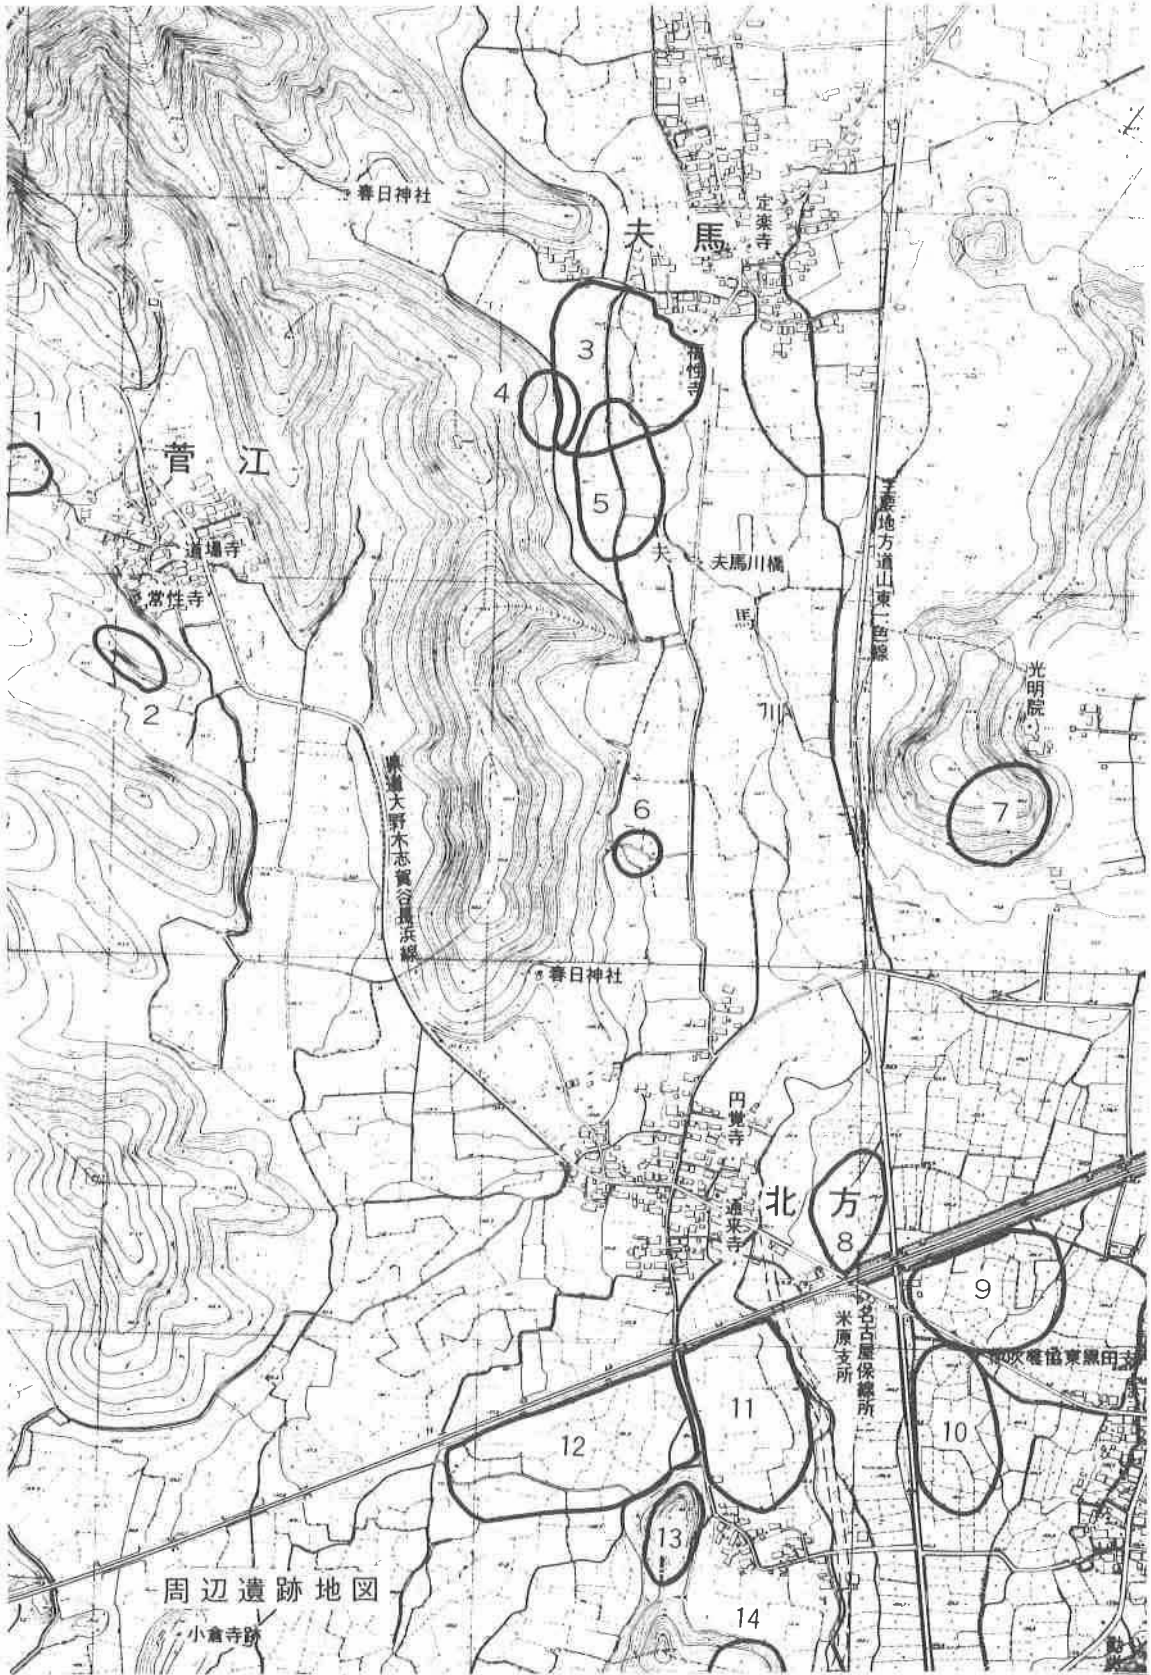 春日神社
夫馬
定楽寺
3
福性寺
4
1
菅江
5
主要地方道山東一色線
道場寺
夫
夫馬川橋
常性寺
馬
川
光明院
2
県道大野木志賀谷長浜線
6
7
春日神社
円覚寺
北方
通来寺
8
9
名古屋保線所
米原支所
11
10
12
13
周辺遺跡地図
小倉寺跡
14